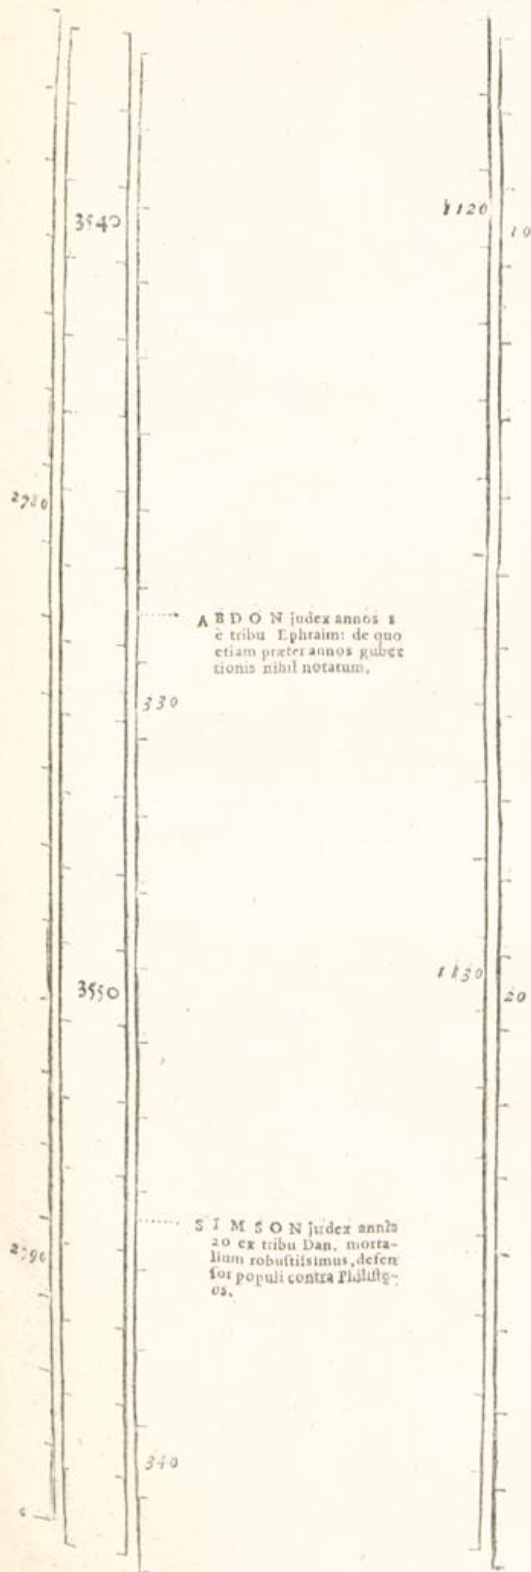 3540
1120
10
2780
ABDON judex annos 8
è tribu Ephraim: de quo
etiam præter annos guber
tionis nihil notatum.
330
1130
3550
20
SIMSON judex annis
20 ex tribu Dan. morta-
lium robustissimus, defen
sor populi contra Philistę-
os.
2790
340